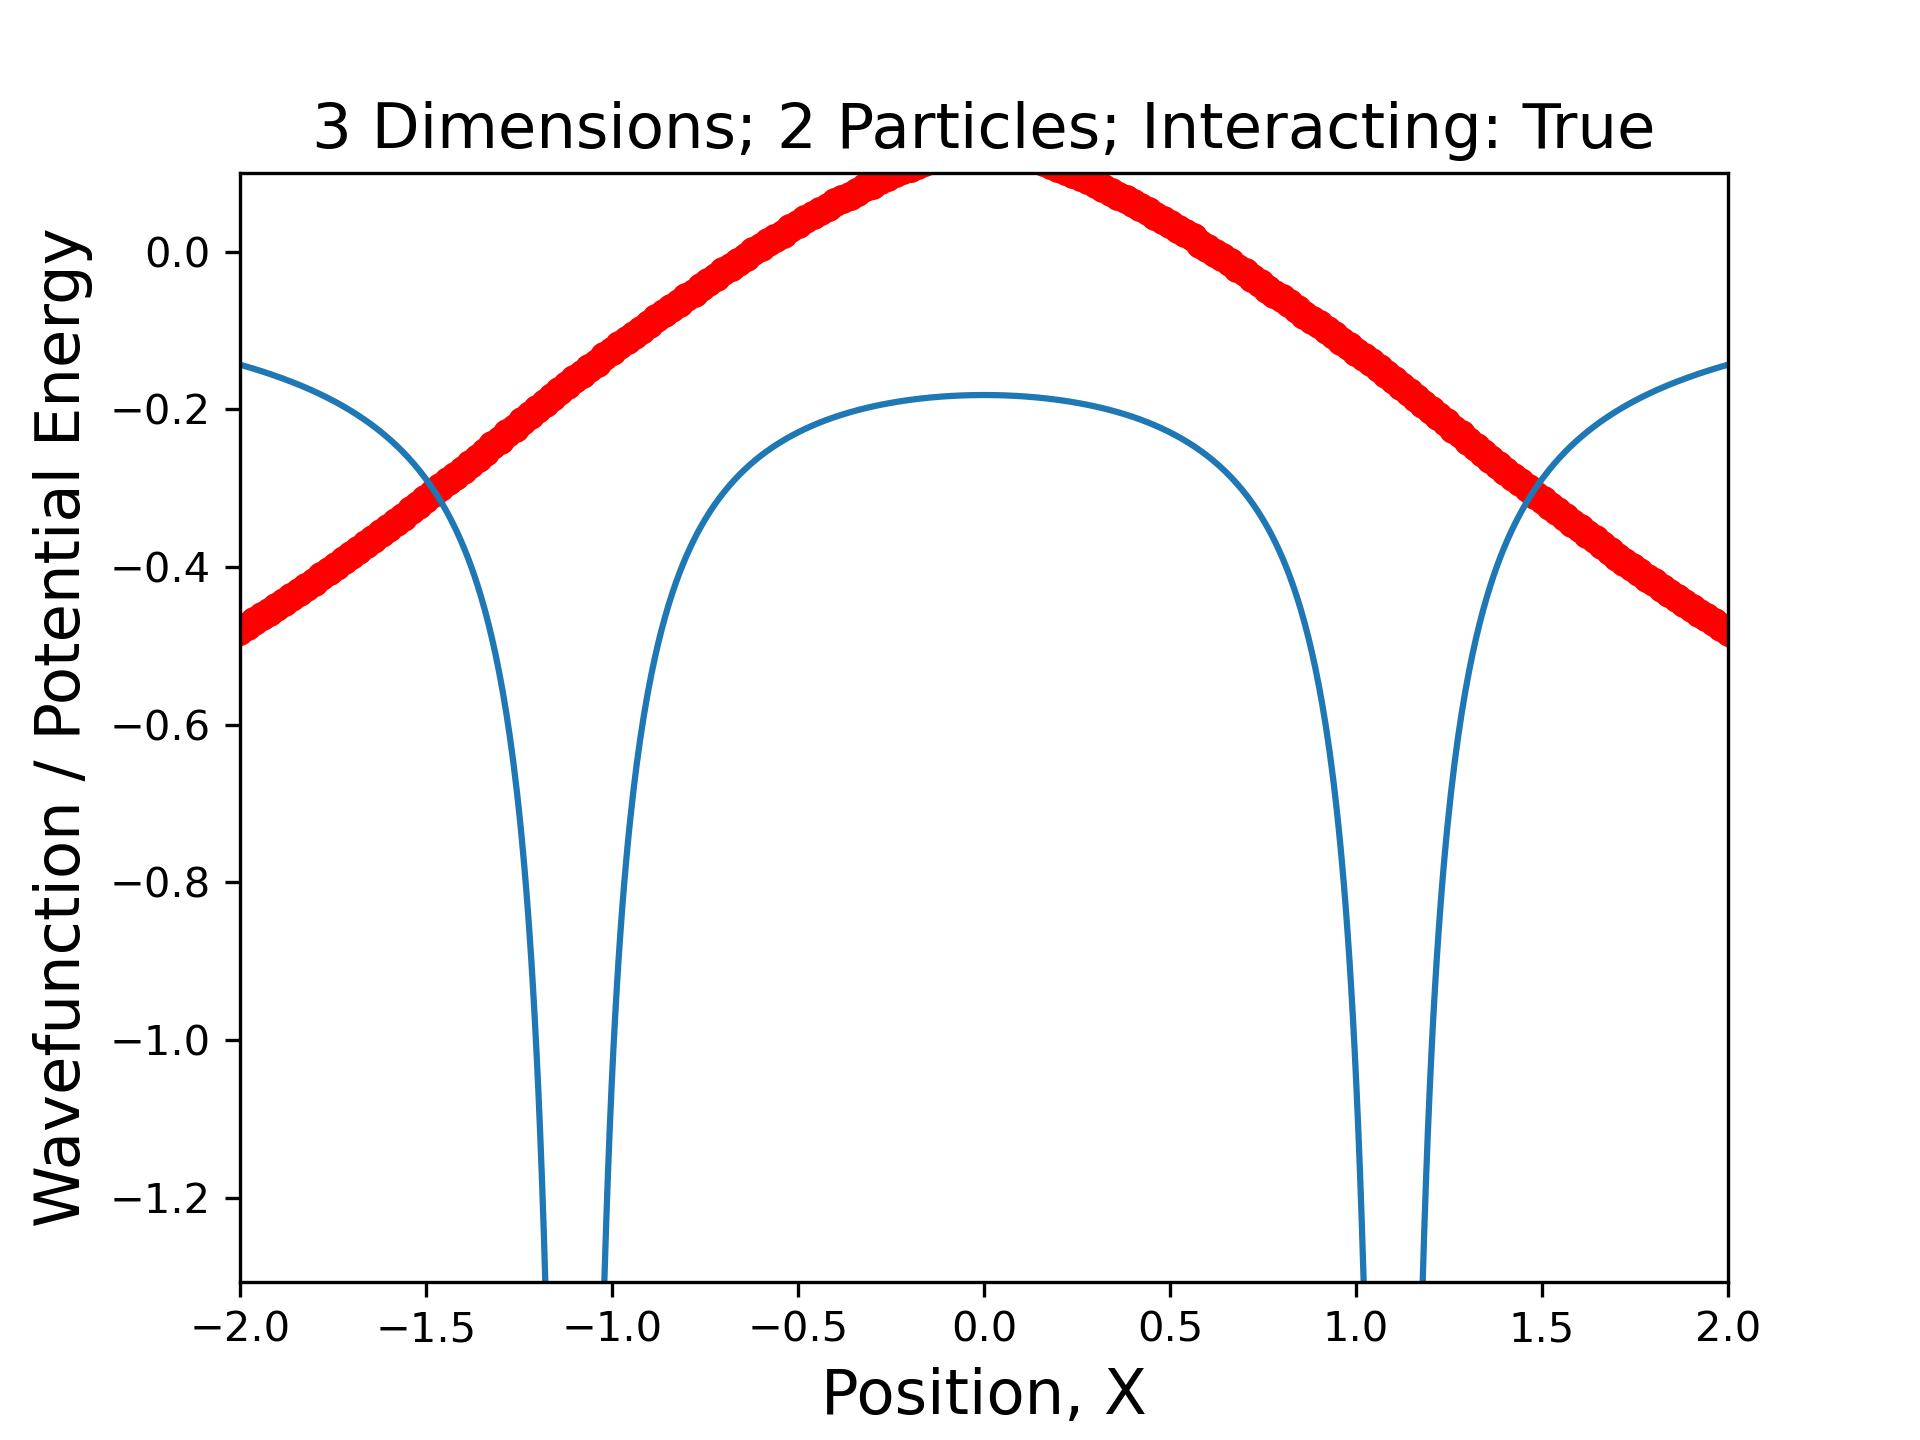 3 Dimensions; 2 Particles; Interacting: True
Wavefunction / Potential Energy
0.0
−0.2
−0.4
−0.6
−0.8
−1.0
−1.2
−2.0 −1.5 −1.0 −0.5 0.0 0.5 1.0 1.5 2.0
Position, X